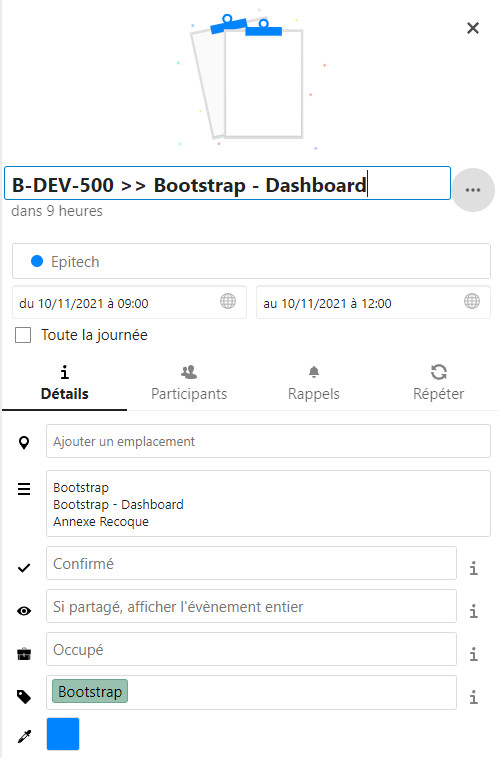 B-DEV-500 >> Bootstrap - Dashboard
dans 9 heures
Epitech
du 10/11/2021 à 09:00
au 10/11/2021 à 12:00
Toute la journée
Détails
Participants
Rappels
Répéter
Ajouter un emplacement
Bootstrap
Bootstrap - Dashboard
Annexe Recoque
Confirmé
Si partagé, afficher l'évènement entier
Occupé
Bootstrap